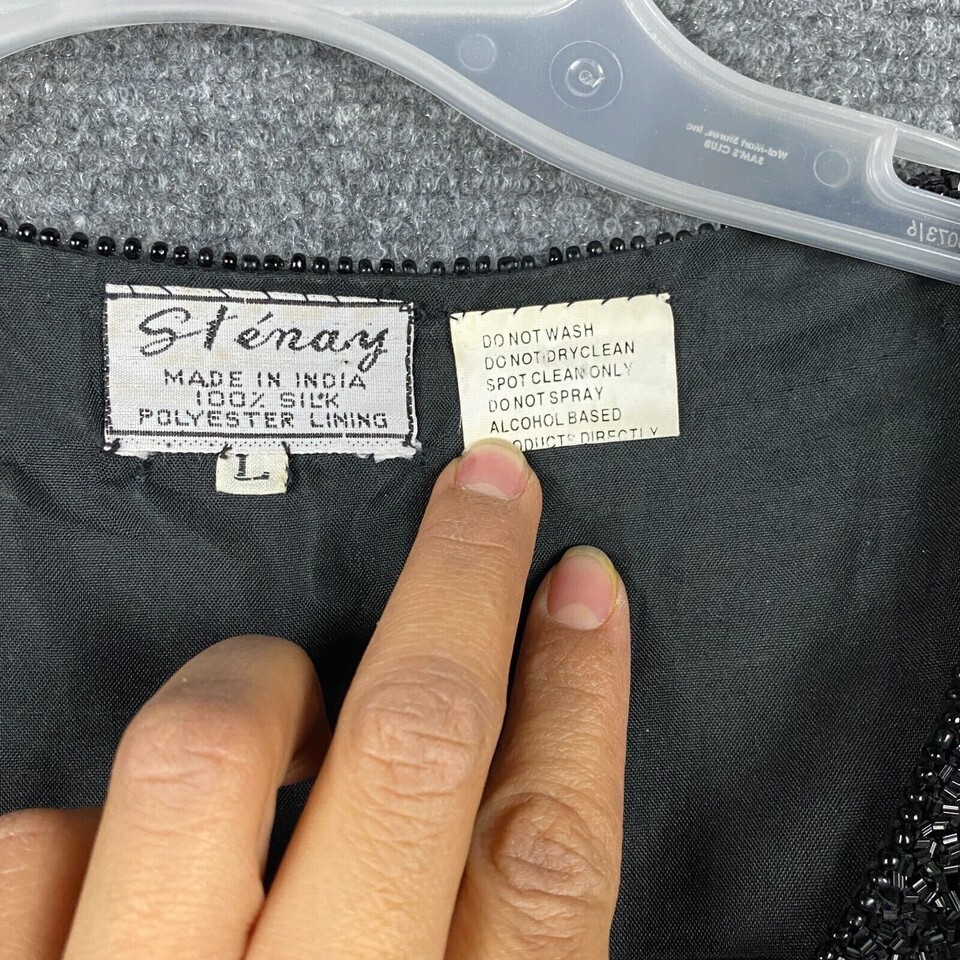 Wal-Mart Stores, Inc
SAM'S CLUB
Sténay
MADE IN INDIA
100% SILK
POLYESTER LINING
L
DO NOT WASH
DO NOT DRYCLEAN
SPOT CLEAN ONLY
DO NOT SPRAY
ALCOHOL BASED
DIRECTLY